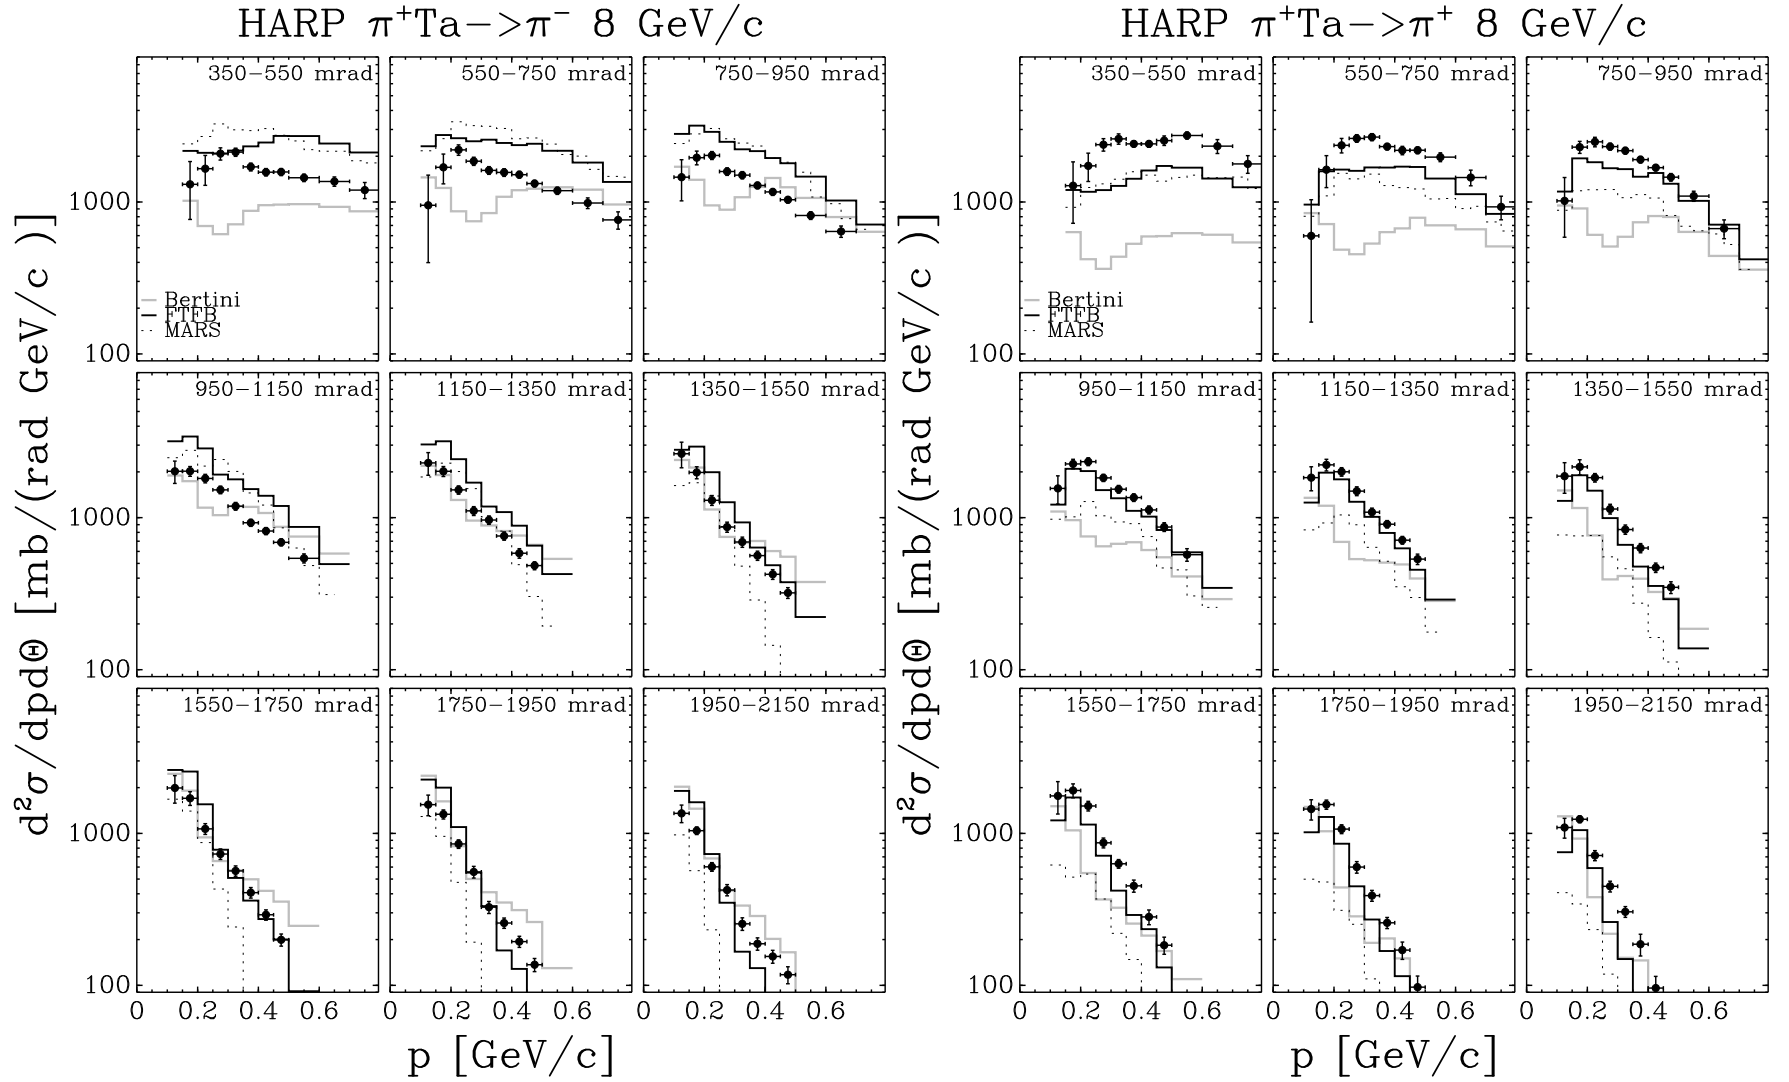 HARP π⁺Ta−>π⁻ 8 GeV/c
350−550 mrad
550−750 mrad
750−950 mrad
1000
100
Bertini
FTFB
MARS
950−1150 mrad
1150−1350 mrad
1350−1550 mrad
1000
100
1550−1750 mrad
1750−1950 mrad
1950−2150 mrad
1000
100
0 0.2 0.4 0.6
0 0.2 0.4 0.6
0 0.2 0.4 0.6
d²σ/dpdΘ [mb/(rad GeV/c )]
p [GeV/c]
HARP π⁺Ta−>π⁺ 8 GeV/c
350−550 mrad
550−750 mrad
750−950 mrad
1000
100
Bertini
FTFB
MARS
950−1150 mrad
1150−1350 mrad
1350−1550 mrad
1000
100
1550−1750 mrad
1750−1950 mrad
1950−2150 mrad
1000
100
0 0.2 0.4 0.6
0 0.2 0.4 0.6
0 0.2 0.4 0.6
d²σ/dpdΘ [mb/(rad GeV/c )]
p [GeV/c]